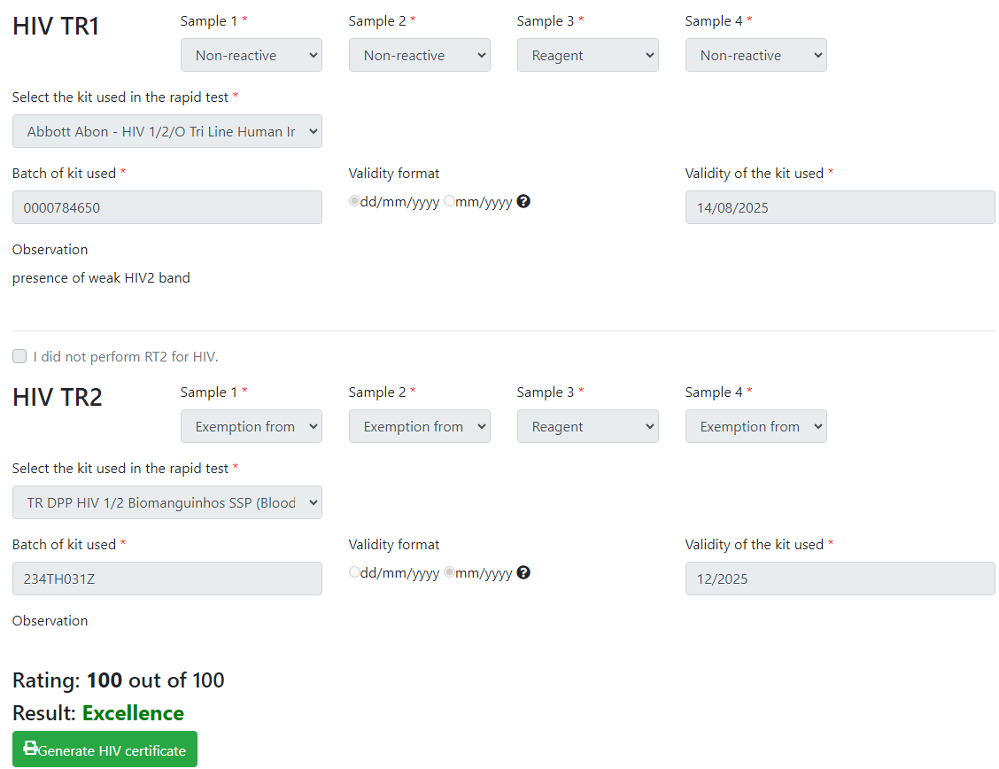 HIV TR1
Sample 1 * Sample 2 * Sample 3 * Sample 4 *
Non-reactive Non-reactive Reagent Non-reactive
Select the kit used in the rapid test *
Abbott Abon - HIV 1/2/O Tri Line Human Ir
Batch of kit used * Validity format Validity of the kit used *
0000784650 dd/mm/yyyy mm/yyyy ? 14/08/2025
Observation
presence of weak HIV2 band
I did not perform RT2 for HIV.
HIV TR2
Sample 1 * Sample 2 * Sample 3 * Sample 4 *
Exemption from Exemption from Reagent Exemption from
Select the kit used in the rapid test *
TR DPP HIV 1/2 Biomanguinhos SSP (Blood
Batch of kit used * Validity format Validity of the kit used *
234TH031Z dd/mm/yyyy mm/yyyy ? 12/2025
Observation
Rating: 100 out of 100
Result: Excellence
Generate HIV certificate